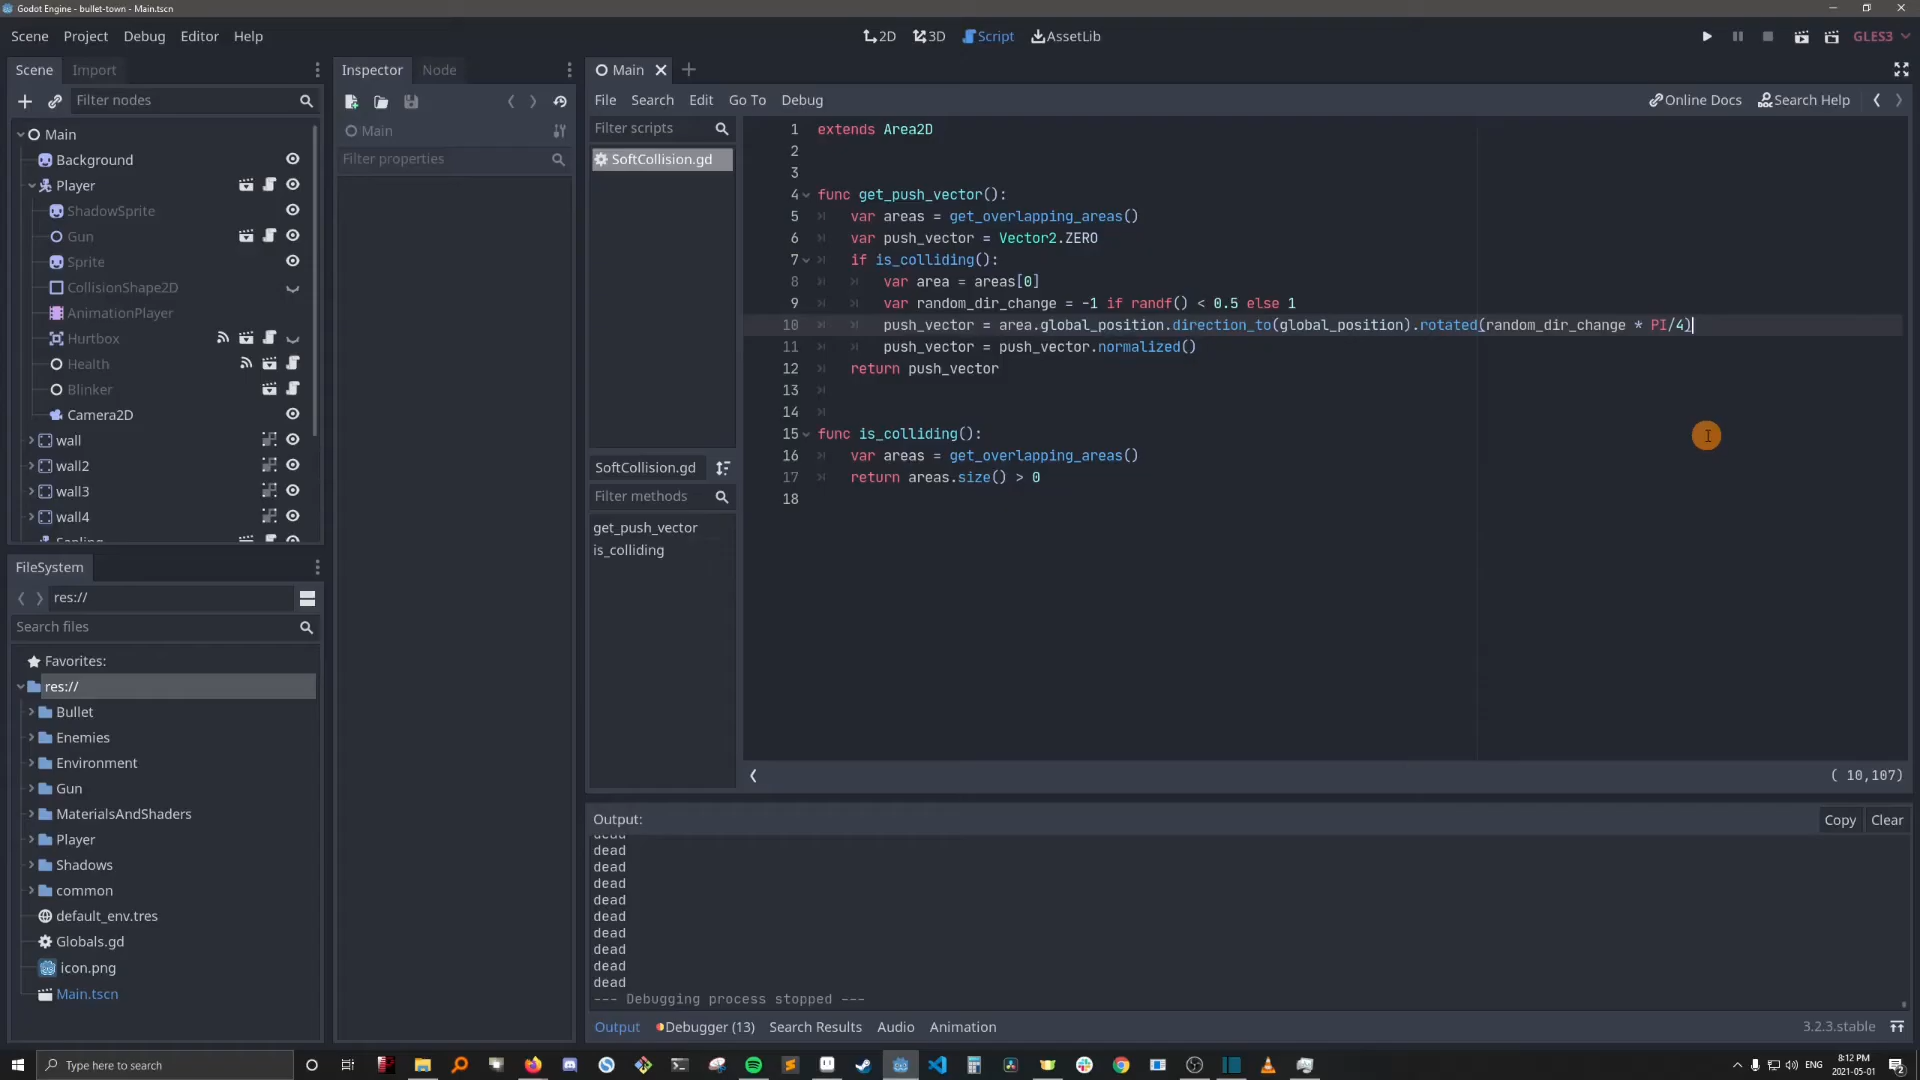 Godot Engine - bullet-town - Main.tscn
Scene Project Debug Editor Help
2D 3D Script AssetLib
GLES3
Scene Import
Filter nodes
Main
Background
Player
ShadowSprite
Gun
Sprite
CollisionShape2D
AnimationPlayer
Hurtbox
Health
Blinker
Camera2D
wall
wall2
wall3
wall4
Sapling
FileSystem
res://
Search files
Favorites:
res://
Bullet
Enemies
Environment
Gun
MaterialsAndShaders
Player
Shadows
common
default_env.tres
Globals.gd
icon.png
Main.tscn
Inspector Node
Main
Filter properties
Main
File Search Edit Go To Debug
Online Docs Search Help
Filter scripts
SoftCollision.gd
SoftCollision.gd
Filter methods
get_push_vector
is_colliding
1 extends Area2D
2
3
4 func get_push_vector():
5 var areas = get_overlapping_areas()
6 var push_vector = Vector2.ZERO
7 if is_colliding():
8 var area = areas[0]
9 var random_dir_change = -1 if randf() < 0.5 else 1
10 push_vector = area.global_position.direction_to(global_position).rotated(random_dir_change * PI/4)
11 push_vector = push_vector.normalized()
12 return push_vector
13
14
15 func is_colliding():
16 var areas = get_overlapping_areas()
17 return areas.size() > 0
18
( 10,107)
Output:
Copy Clear
dead
dead
dead
dead
dead
dead
dead
dead
dead
dead
--- Debugging process stopped ---
Output Debugger (13) Search Results Audio Animation
3.2.3.stable
Type here to search
ENG
8:12 PM
2021-05-01
2